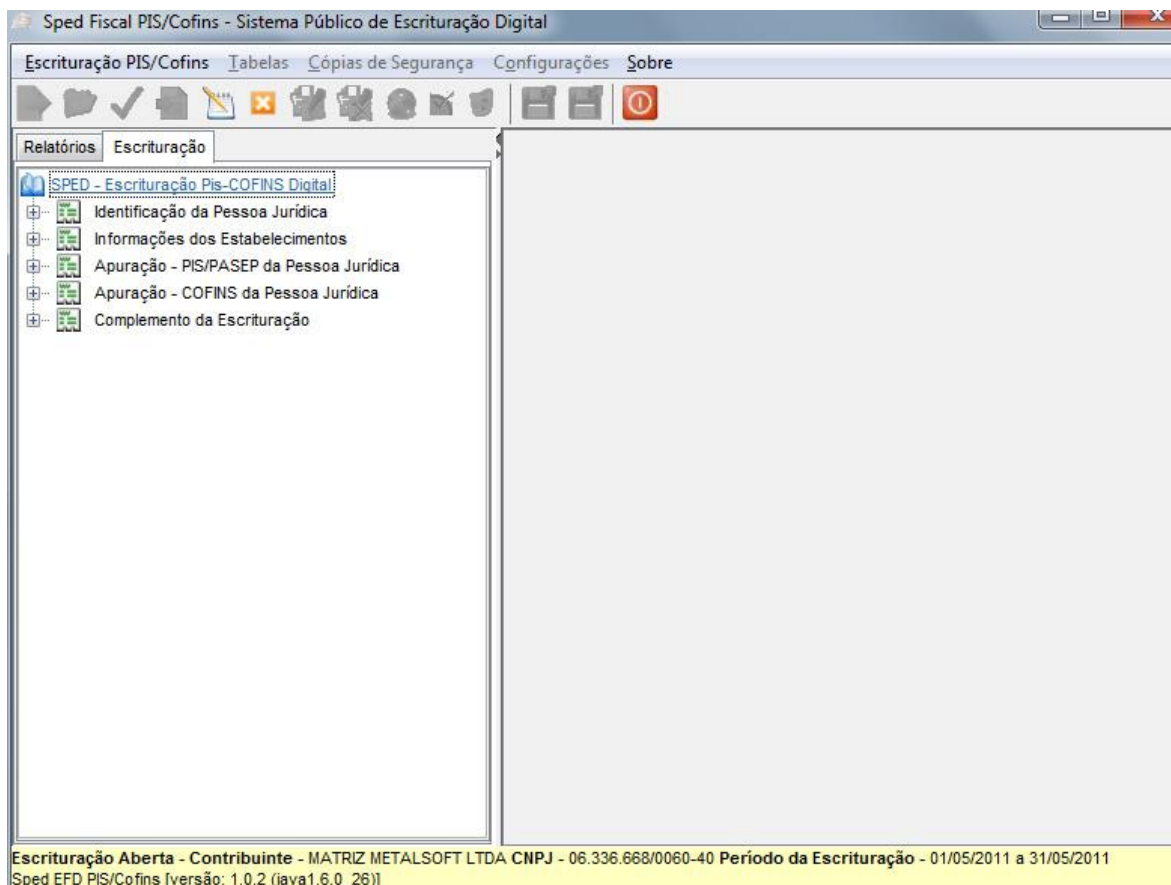 Sped Fiscal PIS/Cofins - Sistema Público de Escrituração Digital
Escrituração PIS/Cofins Tabelas Cópias de Segurança Configurações Sobre
Relatórios Escrituração
SPED - Escrituração Pis-COFINS Digital
Identificação da Pessoa Jurídica
Informações dos Estabelecimentos
Apuração - PIS/PASEP da Pessoa Jurídica
Apuração - COFINS da Pessoa Jurídica
Complemento da Escrituração
Escrituração Aberta - Contribuinte - MATRIZ METALSOFT LTDA CNPJ - 06.336.668/0060-40 Período da Escrituração - 01/05/2011 a 31/05/2011
Sped EFD PIS/Cofins [versão: 1.0.2 (java1.6.0_26)]